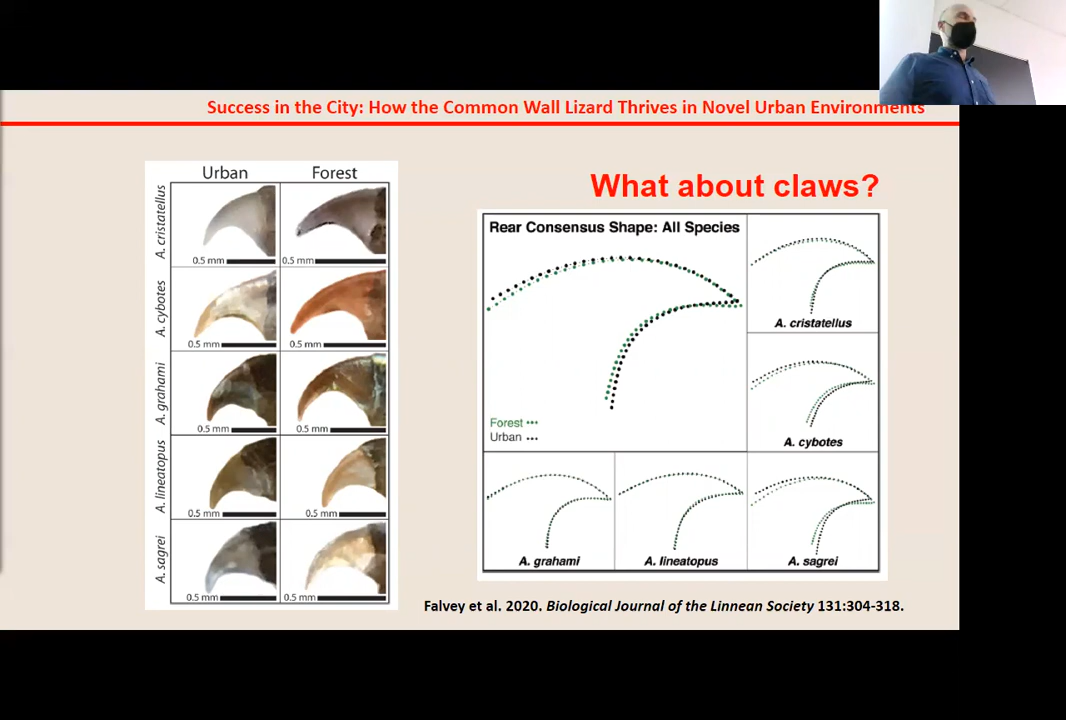 Success in the City: How the Common Wall Lizard Thrives in Novel Urban Environments
What about claws?
Urban Forest
A. cristatellus
0.5 mm 0.5 mm
A. cybotes
0.5 mm 0.5 mm
A. grahami
0.5 mm 0.5 mm
A. lineatopus
0.5 mm 0.5 mm
A. sagrei
0.5 mm 0.5 mm
Rear Consensus Shape: All Species
Forest
Urban
A. cristatellus
A. cybotes
A. grahami
A. lineatopus
A. sagrei
Falvey et al. 2020. Biological Journal of the Linnean Society 131:304-318.